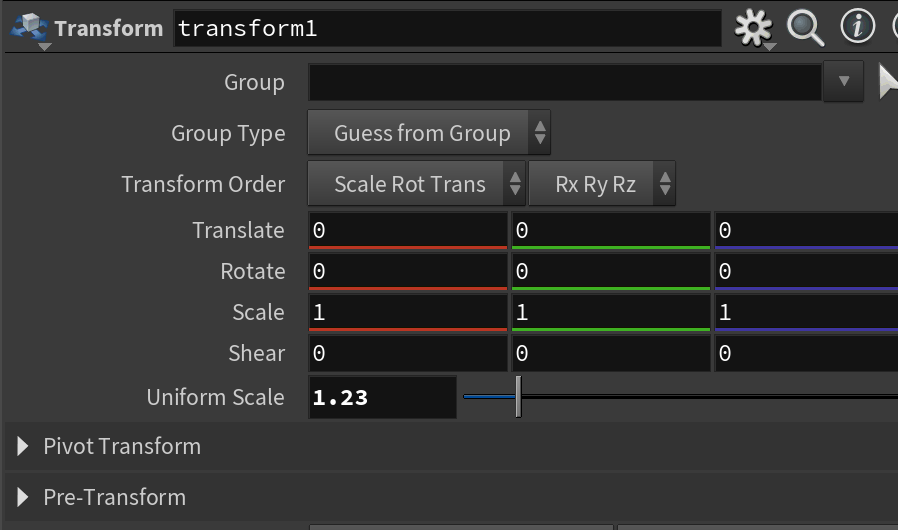 Transform transform1
Group
Group Type Guess from Group
Transform Order Scale Rot Trans Rx Ry Rz
Translate 0 0 0
Rotate 0 0 0
Scale 1 1 1
Shear 0 0 0
Uniform Scale 1.23
Pivot Transform
Pre-Transform